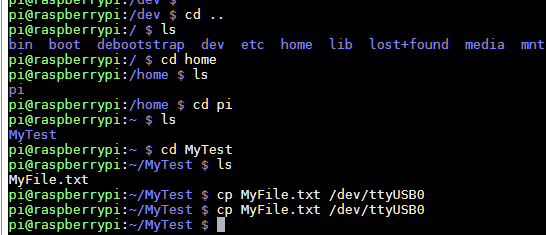 pi@raspberrypi:/dev $
pi@raspberrypi:/dev $ cd ..
pi@raspberrypi:/ $ ls
bin boot debootstrap dev etc home lib lost+found media mnt
pi@raspberrypi:/ $ cd home
pi@raspberrypi:/home $ ls
pi
pi@raspberrypi:/home $ cd pi
pi@raspberrypi:~ $ ls
MyTest
pi@raspberrypi:~ $ cd MyTest
pi@raspberrypi:~/MyTest $ ls
MyFile.txt
pi@raspberrypi:~/MyTest $ cp MyFile.txt /dev/ttyUSB0
pi@raspberrypi:~/MyTest $ cp MyFile.txt /dev/ttyUSB0
pi@raspberrypi:~/MyTest $